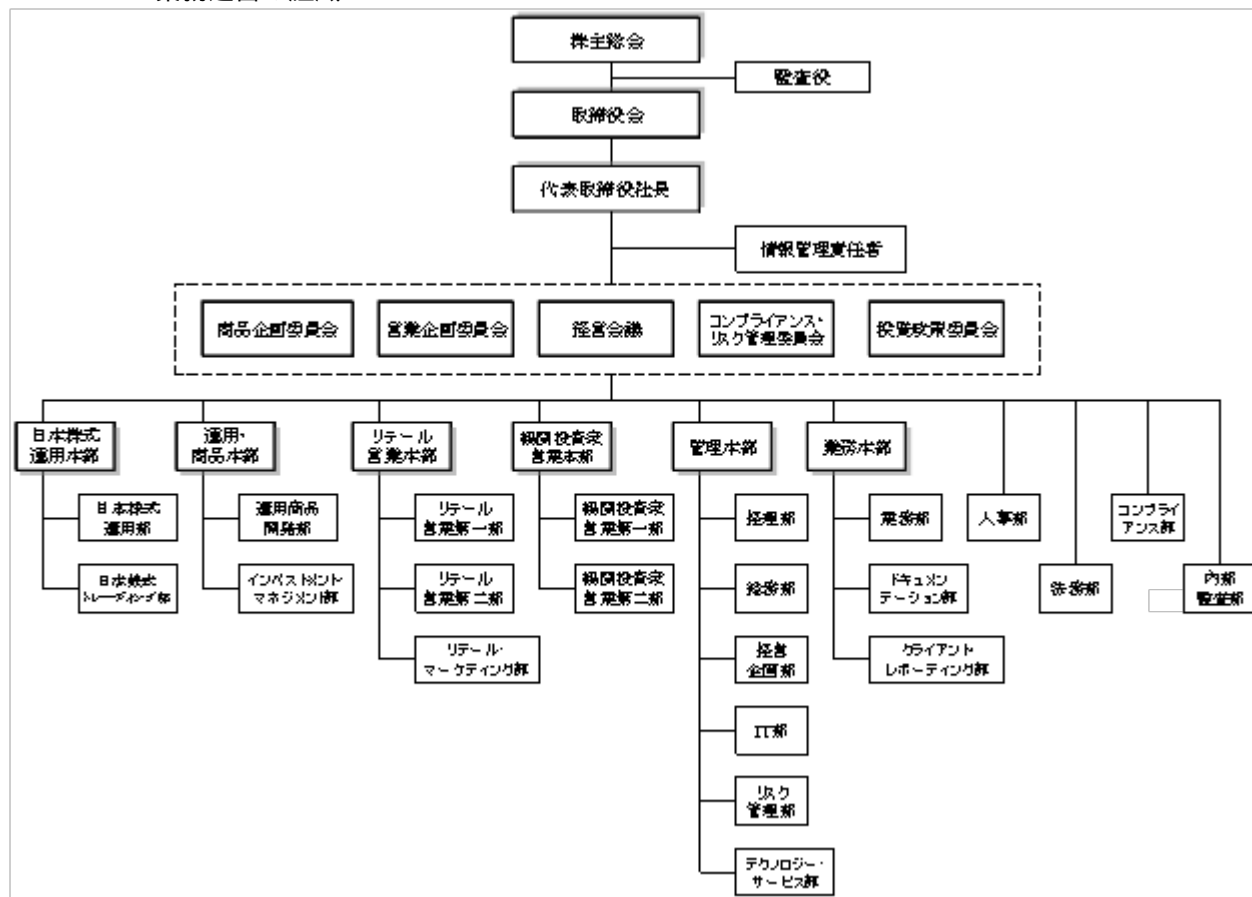 株主総会
監査役
取締役会
代表取締役社長
情報管理責任者
商品企画委員会
営業企画委員会
経営会議
コンプライアンス・
リスク管理委員会
投資政策委員会
日本株式
運用本部
運用・
商品本部
リテール
営業本部
機関投資家
営業本部
管理本部
業務本部
日本株式
運用部
運用商品
開発部
リテール
営業第一部
機関投資家
営業第一部
経理部
業務部
人事部
コンプライ
アンス部
日本株式
トレーディング部
インベストメント
マネジメント部
リテール
営業第二部
機関投資家
営業第二部
総務部
ドキュメン
テーション部
法務部
内部
監査部
リテール・
マーケティング部
経営
企画部
クライアント
レポーティング部
IT部
リスク
管理部
テクノロジー・
サービス部